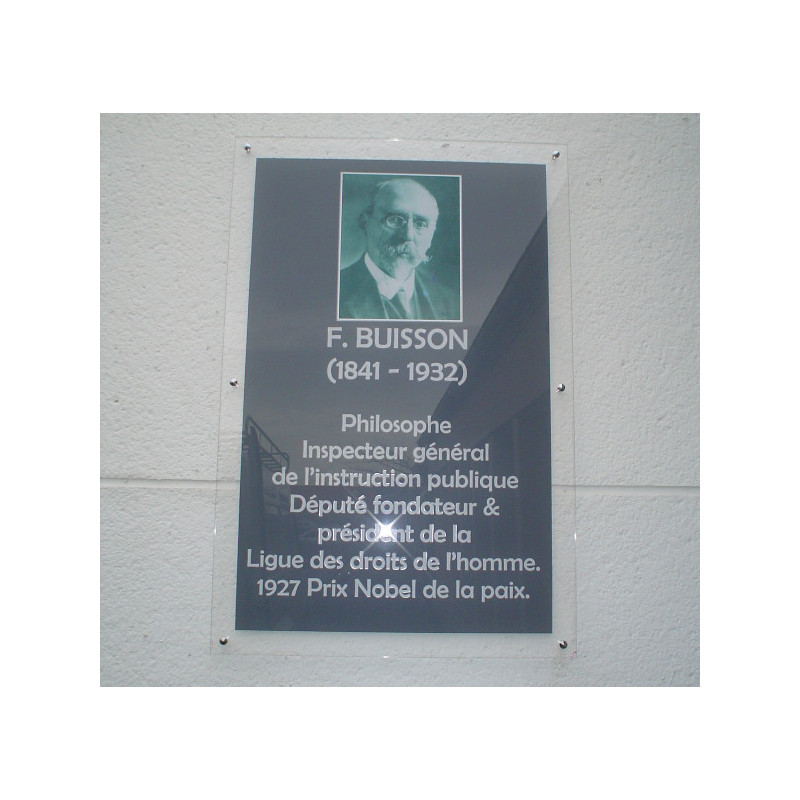 F. BUISSON
(1841 - 1932)
Philosophe
Inspecteur général
de l'instruction publique
Député fondateur &
président de la
Ligue des droits de l'homme.
1927 Prix Nobel de la paix.